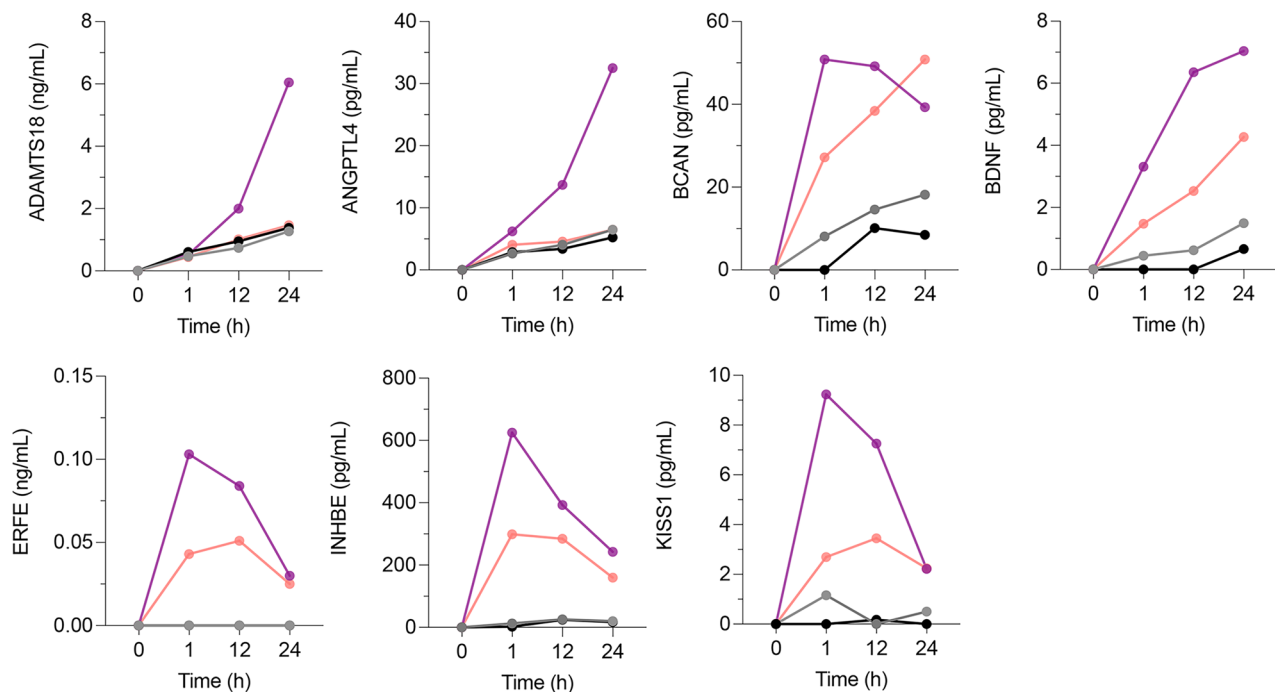 ADAMTS18 (ng/mL)
8
6
4
2
0
0 1 12 24
Time (h)
ANGPTL4 (pg/mL)
40
30
20
10
0
0 1 12 24
Time (h)
BCAN (pg/mL)
60
40
20
0
0 1 12 24
Time (h)
BDNF (pg/mL)
8
6
4
2
0
0 1 12 24
Time (h)
ERFE (ng/mL)
0.15
0.10
0.05
0.00
0 1 12 24
Time (h)
INHBE (pg/mL)
800
600
400
200
0
0 1 12 24
Time (h)
KISS1 (pg/mL)
10
8
6
4
2
0
0 1 12 24
Time (h)